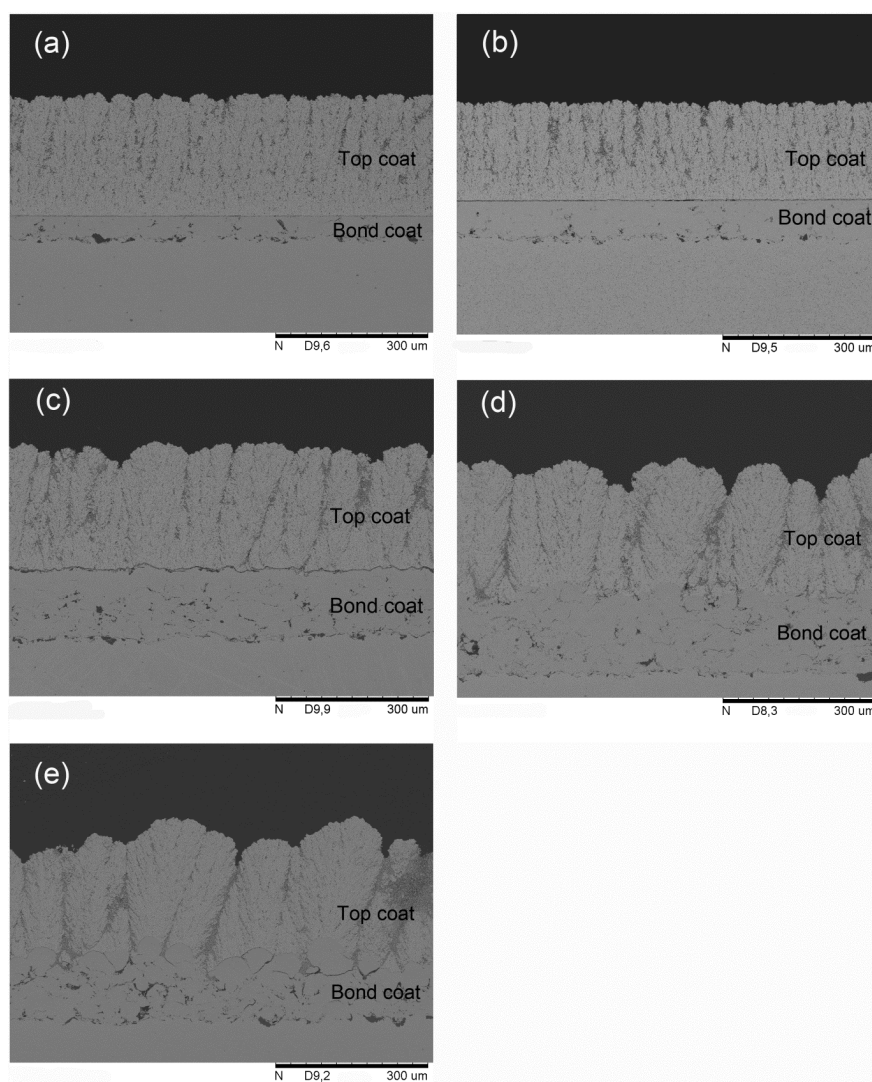 (a)
Top coat
Bond coat
N D9,6 300 um
(b)
Top coat
Bond coat
N D9,5 300 um
(c)
Top coat
Bond coat
N D9,9 300 um
(d)
Top coat
Bond coat
N D8,3 300 um
(e)
Top coat
Bond coat
N D9,2 300 um